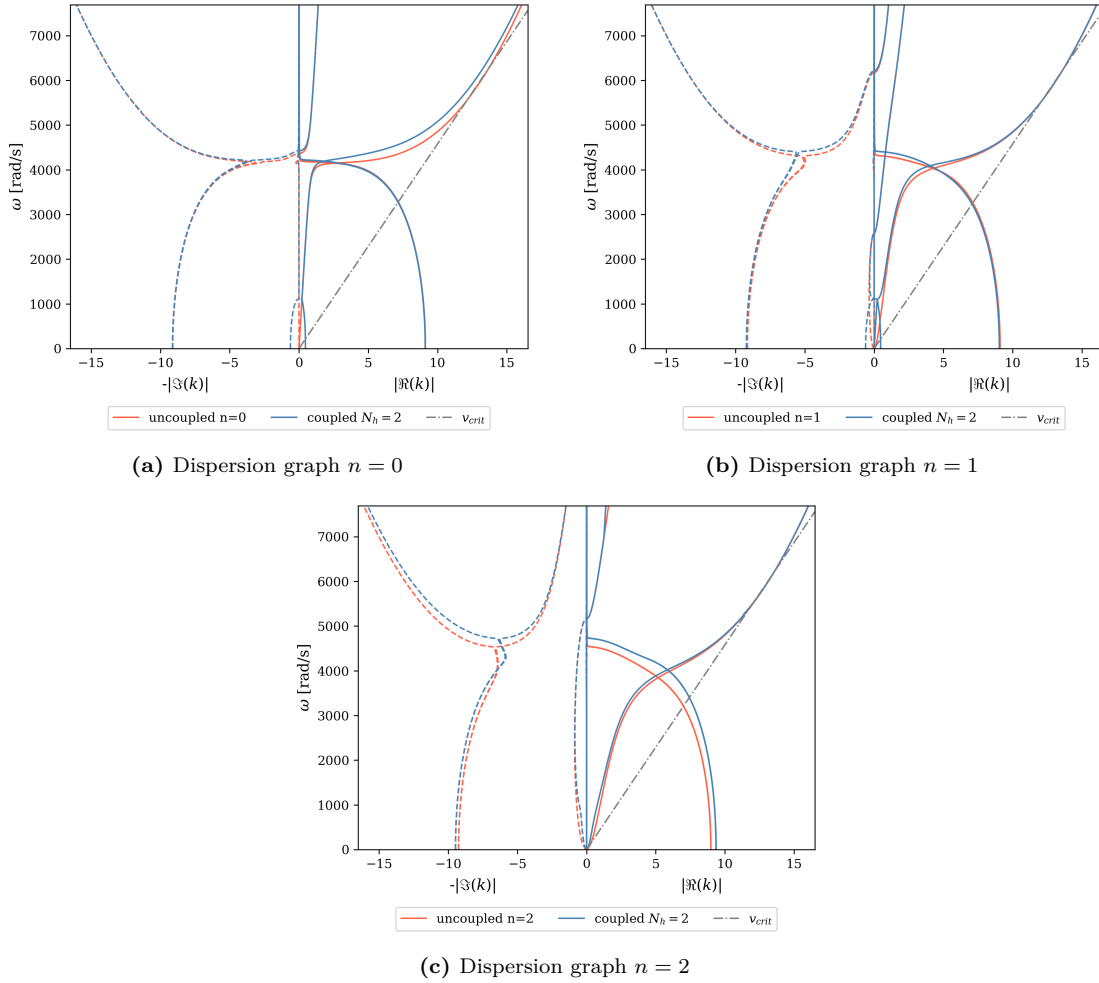 7000
6000
5000
4000
3000
2000
1000
0
ω [rad/s]
−15 −10 −5 0 5 10 15
-|ℑ(k)| |ℜ(k)|
uncoupled n=0 coupled N_h = 2 v_crit
(a) Dispersion graph n = 0
7000
6000
5000
4000
3000
2000
1000
0
ω [rad/s]
−15 −10 −5 0 5 10 15
-|ℑ(k)| |ℜ(k)|
uncoupled n=1 coupled N_h = 2 v_crit
(b) Dispersion graph n = 1
7000
6000
5000
4000
3000
2000
1000
0
ω [rad/s]
−15 −10 −5 0 5 10 15
-|ℑ(k)| |ℜ(k)|
uncoupled n=2 coupled N_h = 2 v_crit
(c) Dispersion graph n = 2